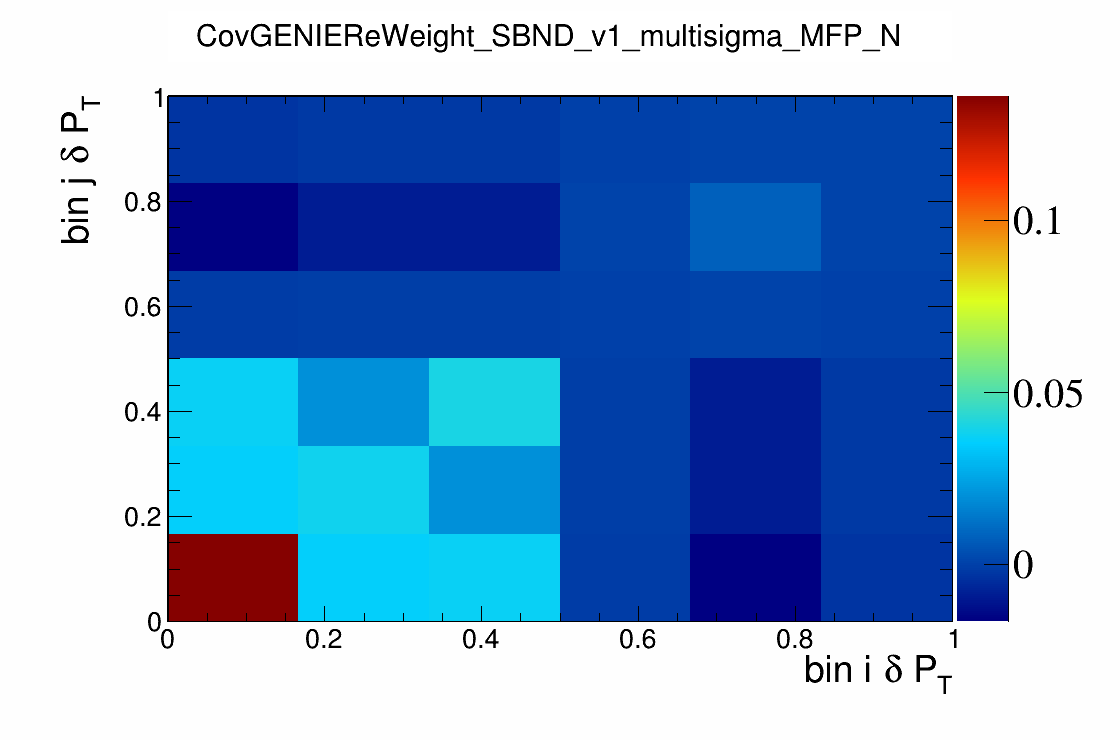 CovGENIEReWeight_SBND_v1_multisigma_MFP_N
bin j δ P_T
1
0.8
0.6
0.4
0.2
0
0 0.2 0.4 0.6 0.8 1
bin i δ P_T
0.1
0.05
0